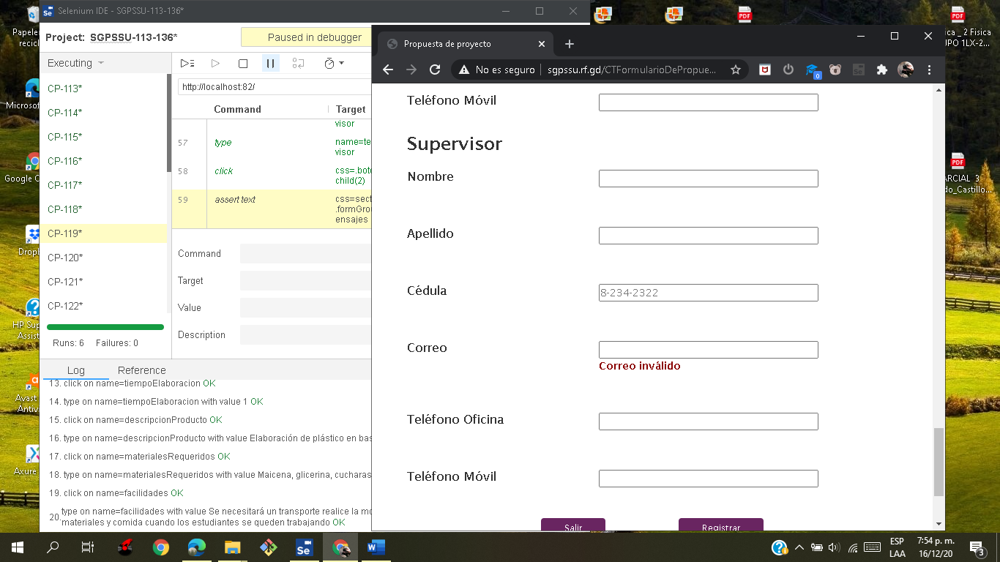 Papeler
recicl
Microsof
Google C
Dropl
HP Sup
Assist
Avast
Antiv
Axure
Selenium IDE - SGPSSU-113-136*
Project: SGPSSU-113-136*
Paused in debugger
Executing
CP-113*
CP-114*
CP-115*
CP-116*
CP-117*
CP-118*
CP-119*
CP-120*
CP-121*
CP-122*
Runs: 6 Failures: 0
http://localhost:82/
Command Target
visor
57 type name=te
visor
58 click css=.bot
child(2)
59 assert text css=sect
.formGrou
ensajes
Command
Target
Value
Description
Log Reference
13. click on name=tiempoElaboracion OK
14. type on name=tiempoElaboracion with value 1 OK
15. click on name=descripcionProducto OK
16. type on name=descripcionProducto with value Elaboración de plástico en bas
17. click on name=materialesRequeridos OK
18. type on name=materialesRequeridos with value Maicena, glicerina, cucharas
19. click on name=facilidades OK
20. type on name=facilidades with value Se necesitará un transporte realice la mo
materiales y comida cuando los estudiantes se queden trabajando OK
Propuesta de proyecto
No es seguro | sgpssu.rf.gd/CTFormularioDePropue...
0
Teléfono Móvil
Supervisor
Nombre
Apellido
Cédula
8-234-2322
Correo
Correo inválido
Teléfono Oficina
Teléfono Móvil
Salir Registrar
PDF
PDF
ica _ 2 Fisica
UPO 1LX-2...
PDF
ARCIAL 3
do_Castillo...
Se
W
ESP
LAA
7:54 p. m.
16/12/20
3